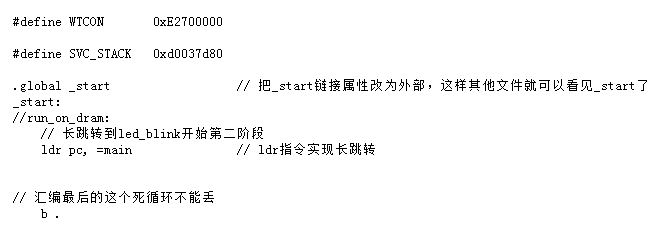 #define WTCON 0xE2700000
#define SVC_STACK 0xd0037d80
.global _start // 把_start链接属性改为外部，这样其他文件就可以看见_start了
_start:
//run_on_dram:
// 长跳转到led_blink开始第二阶段
ldr pc, =main // ldr指令实现长跳转
// 汇编最后的这个死循环不能丢
b .